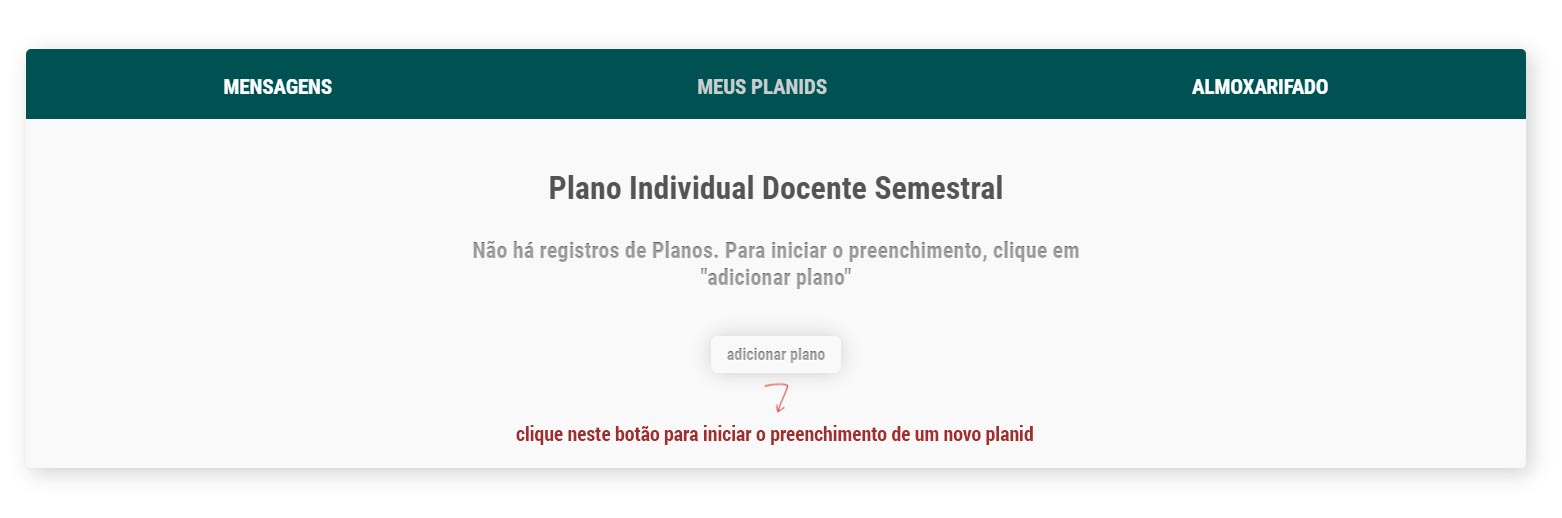 MENSAGENS MEUS PLANIDS ALMOXARIFADO
Plano Individual Docente Semestral
Não há registros de Planos. Para iniciar o preenchimento, clique em
"adicionar plano"
adicionar plano
clique neste botão para iniciar o preenchimento de um novo planid